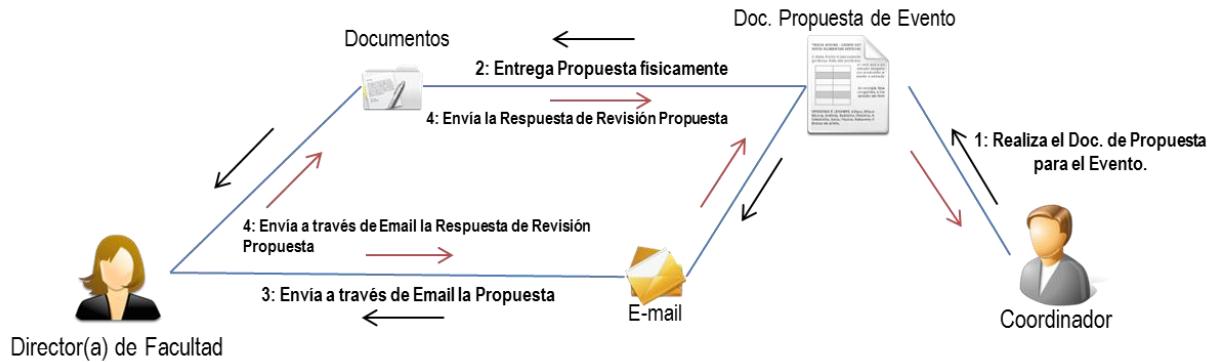 Doc. Propuesta de Evento
Documentos
2: Entrega Propuesta fisicamente
4: Envía la Respuesta de Revisión Propuesta
1: Realiza el Doc. de Propuesta
para el Evento.
4: Envía a través de Email la Respuesta de Revisión
Propuesta
3: Envía a través de Email la Propuesta
E-mail
Coordinador
Director(a) de Facultad